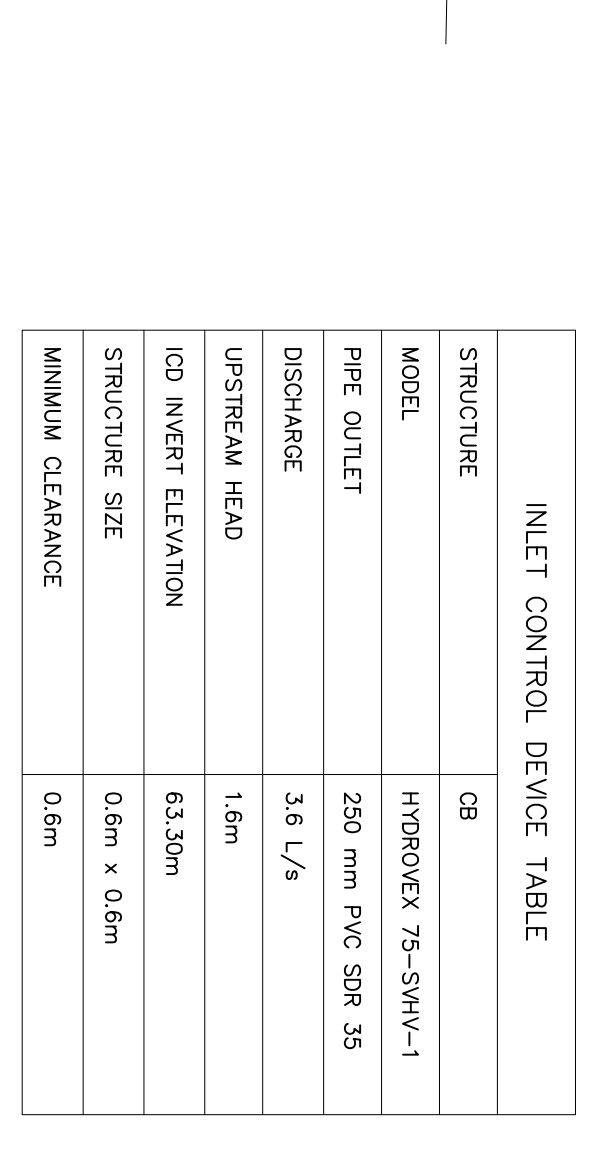 INLET CONTROL DEVICE TABLE
STRUCTURE CB
MODEL HYDROVEX 75-SVHV-1
PIPE OUTLET 250 mm PVC SDR 35
DISCHARGE 3.6 L/s
UPSTREAM HEAD 1.6m
ICD INVERT ELEVATION 63.30m
STRUCTURE SIZE 0.6m x 0.6m
MINIMUM CLEARANCE 0.6m